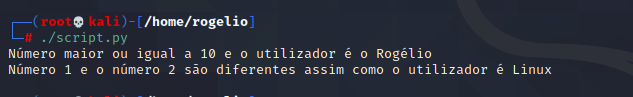 ┌──(root💀kali)-[/home/rogelio]
└─# ./script.py
Número maior ou igual a 10 e o utilizador é o Rogélio
Número 1 e o número 2 são diferentes assim como o utilizador é Linux